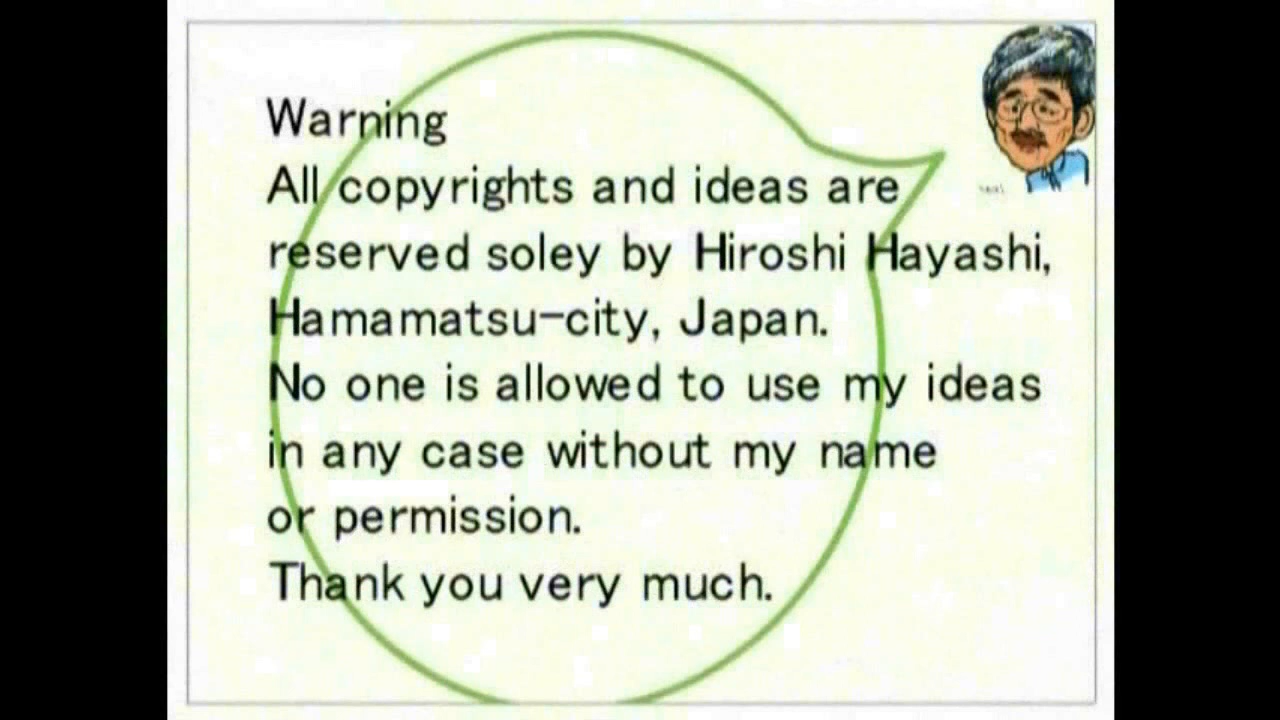 Warning
All copyrights and ideas are
reserved soley by Hiroshi Hayashi,
Hamamatsu-city, Japan.
No one is allowed to use my ideas
in any case without my name
or permission.
Thank you very much.